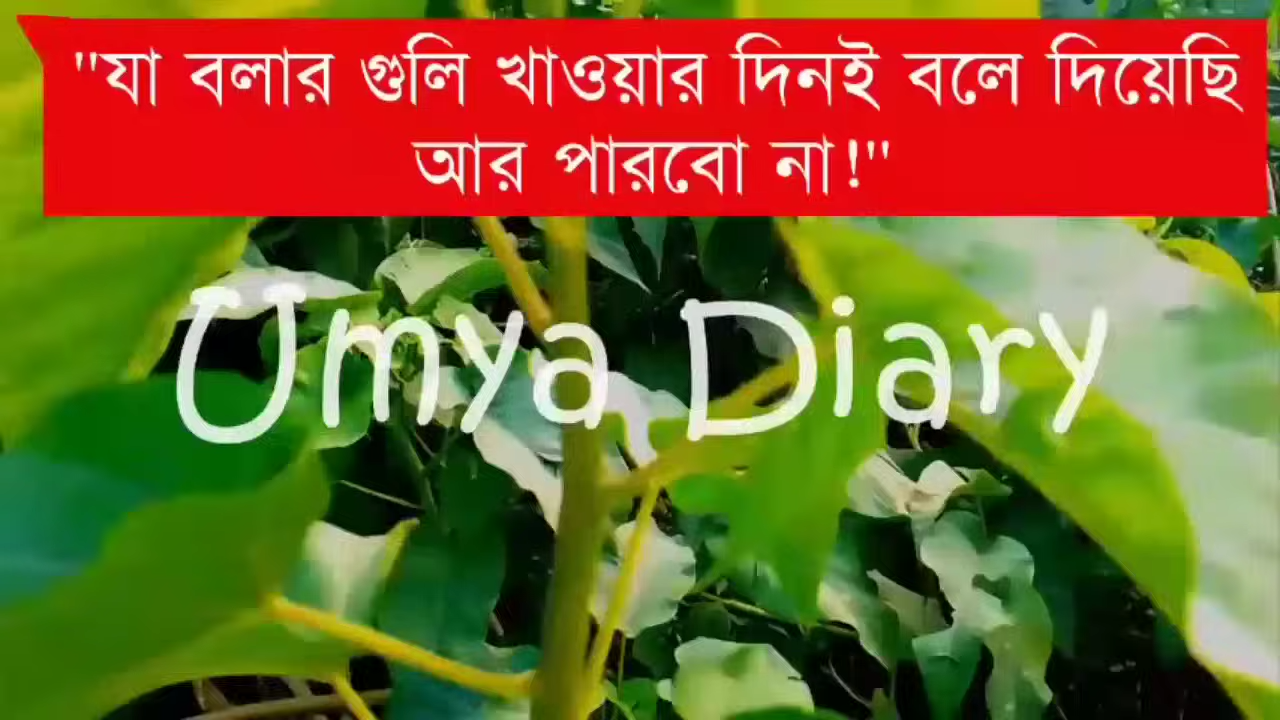 "যা বলার গুলি খাওয়ার দিনই বলে দিয়েছি
আর পারবো না!"
Umya Diary